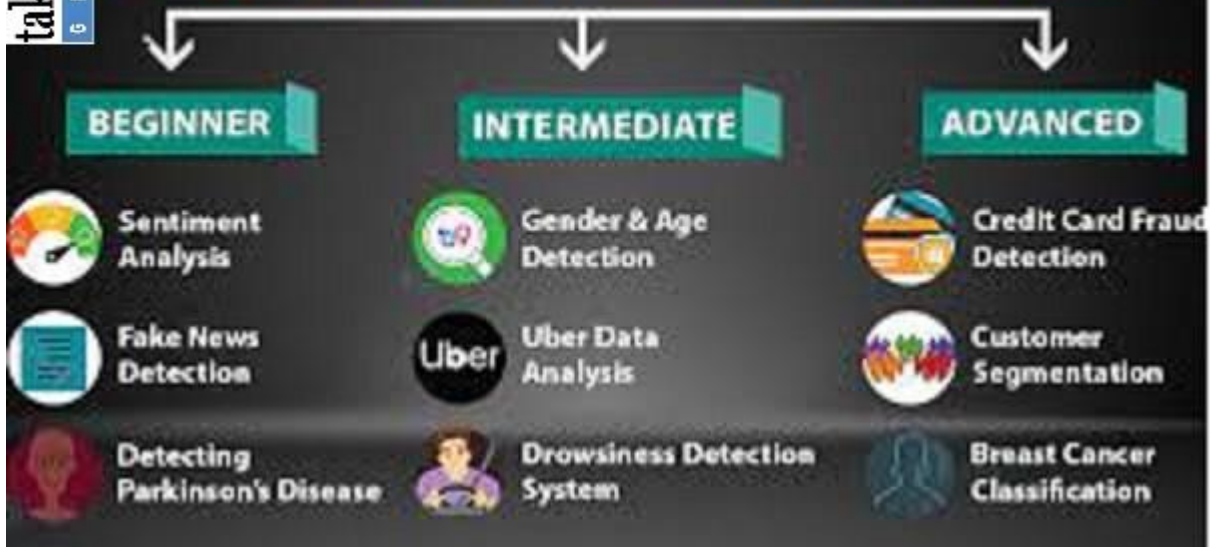 BEGINNER
Sentiment
Analysis
Fake News
Detection
Detecting
Parkinson's Disease
INTERMEDIATE
Gender & Age
Detection
Uber
Uber Data
Analysis
Drowsiness Detection
System
ADVANCED
Credit Card Fraud
Detection
Customer
Segmentation
Breast Cancer
Classification